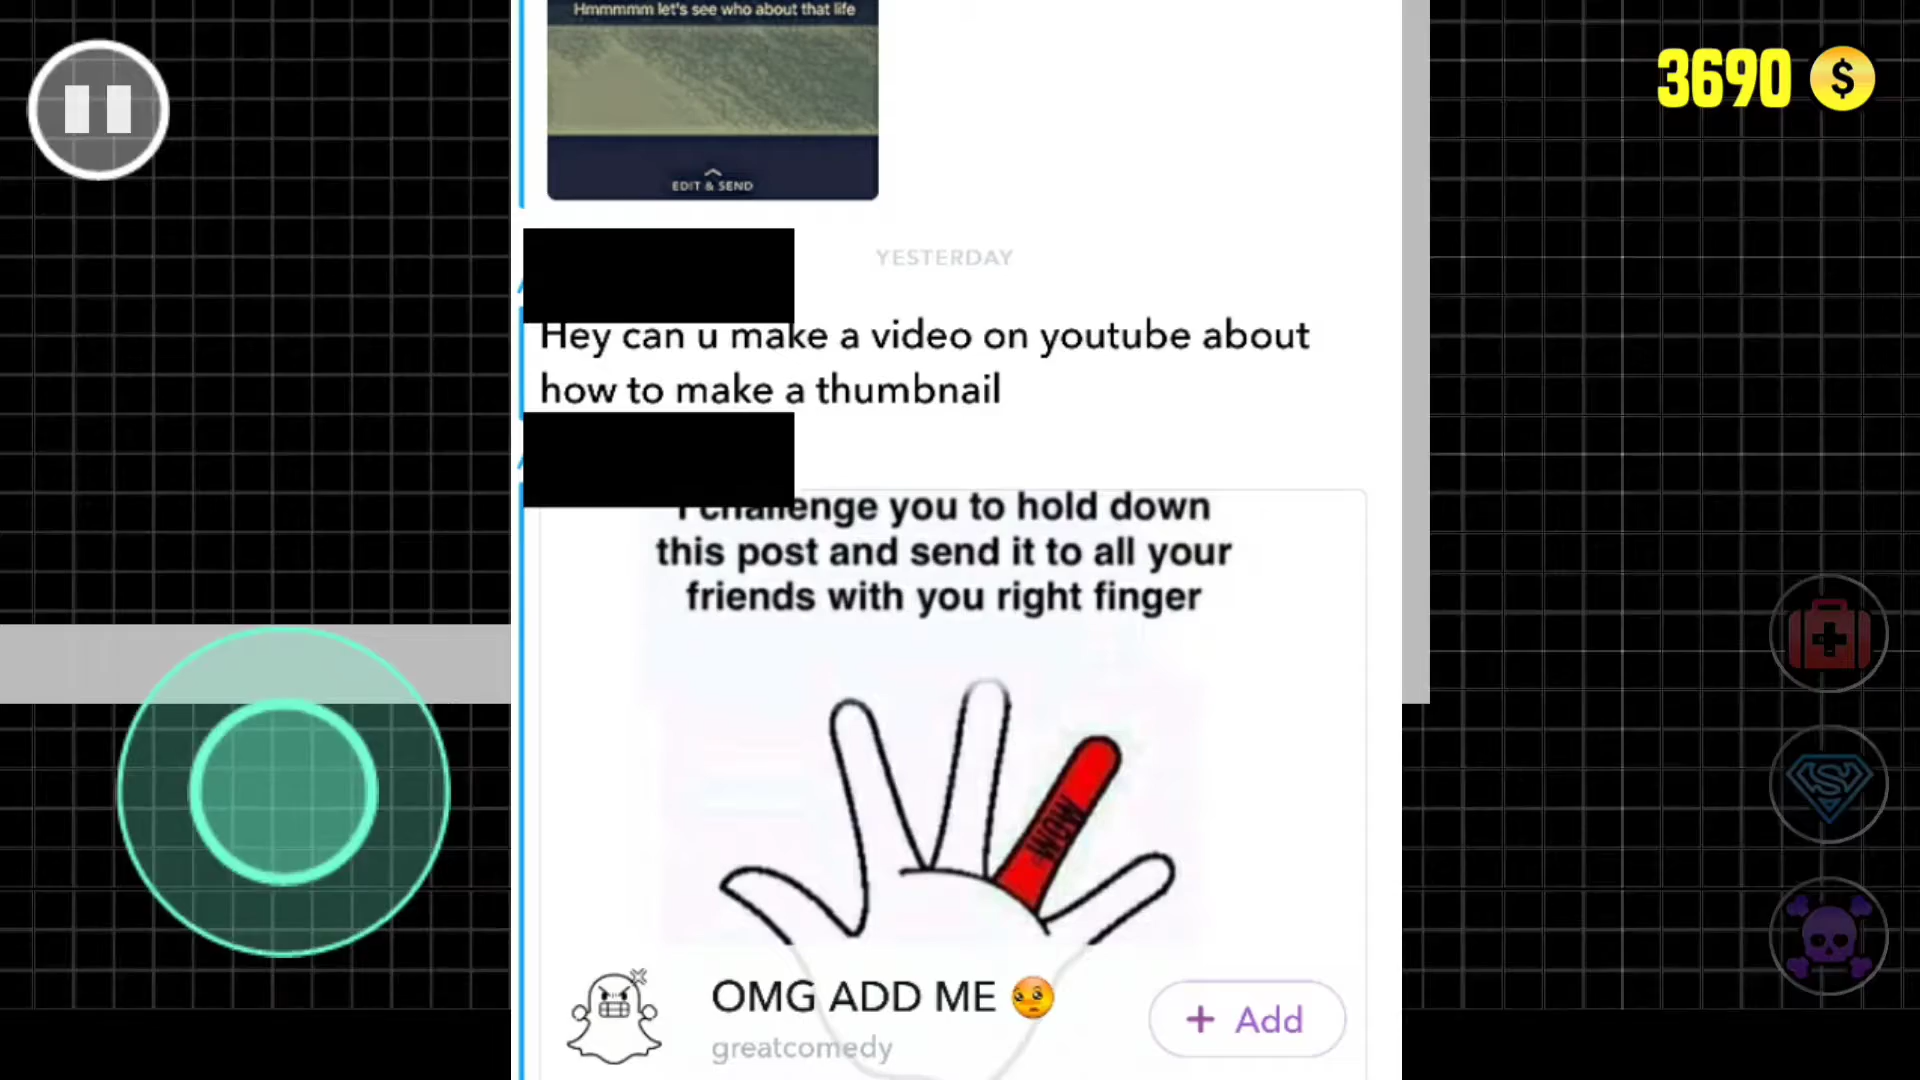 Hmmmmm let's see who about that life
3690
EDIT & SEND
YESTERDAY
Hey can u make a video on youtube about
how to make a thumbnail
I challenge you to hold down
this post and send it to all your
friends with you right finger
OMG ADD ME 🥺
greatcomedy
+ Add